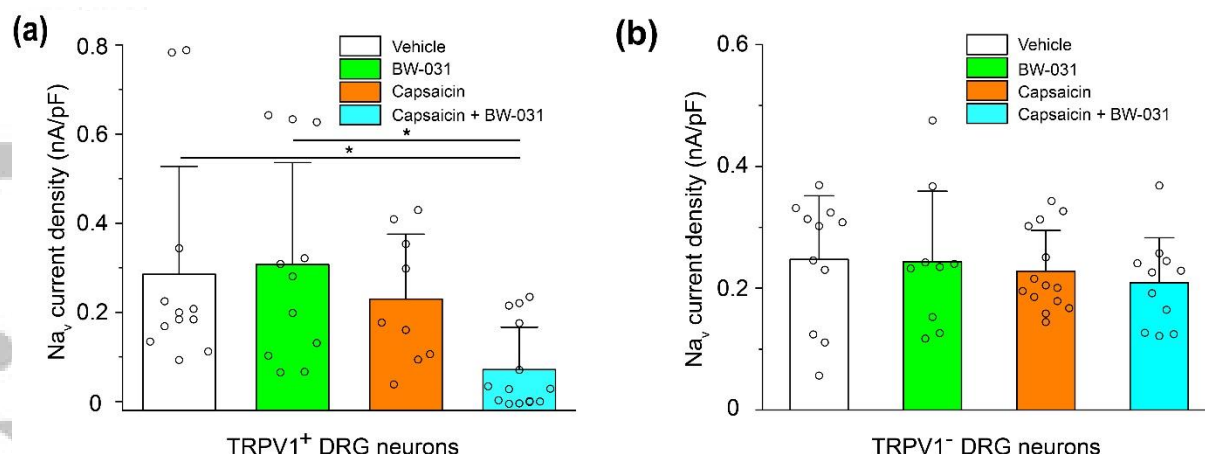 (a)
Na_v current density (nA/pF)
0.8
0.6
0.4
0.2
0
Vehicle
BW-031
Capsaicin
Capsaicin + BW-031
*
*
TRPV1⁺ DRG neurons
(b)
Na_v current density (nA/pF)
0.6
0.4
0.2
0
Vehicle
BW-031
Capsaicin
Capsaicin + BW-031
TRPV1⁻ DRG neurons